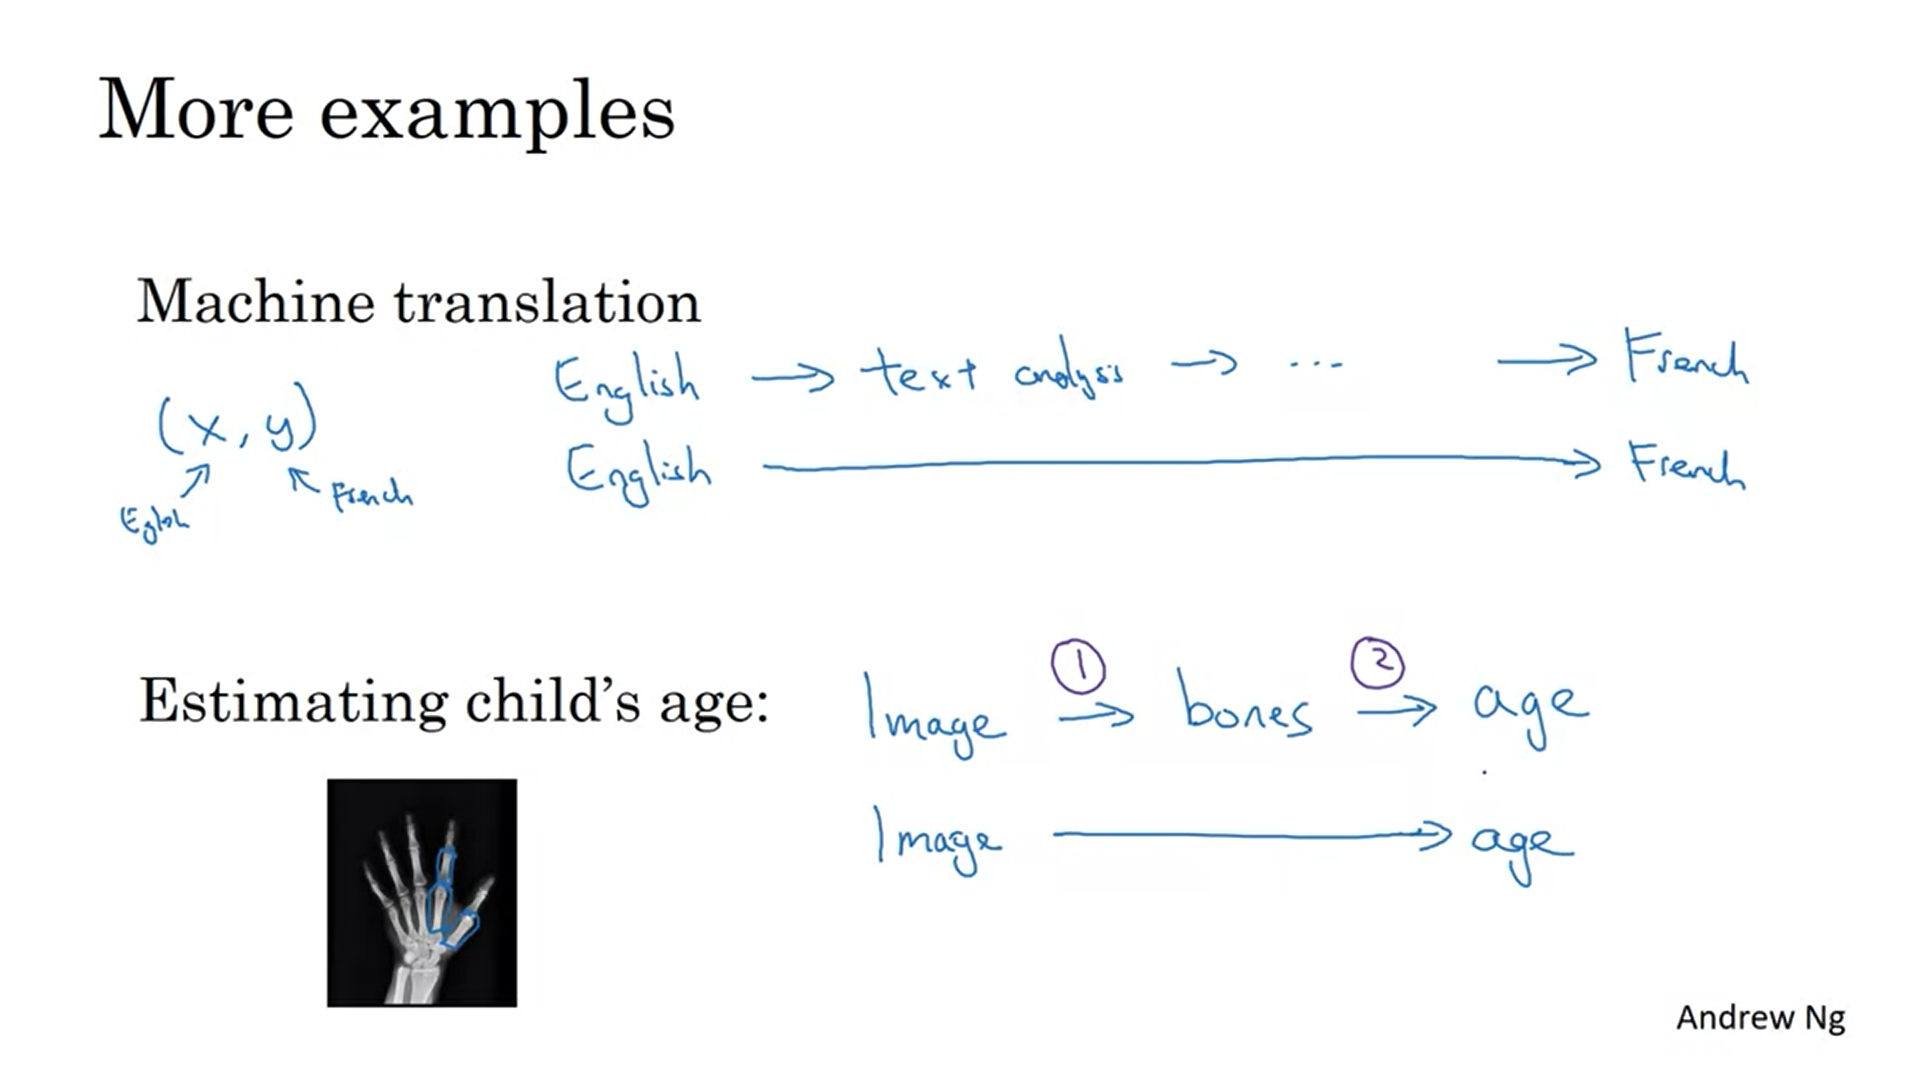 More examples
Machine translation
English → text analysis → ... → French
(x, y)
English → French
French
Estimating child's age:
① ②
Image → bones → age
Image → age
Andrew Ng